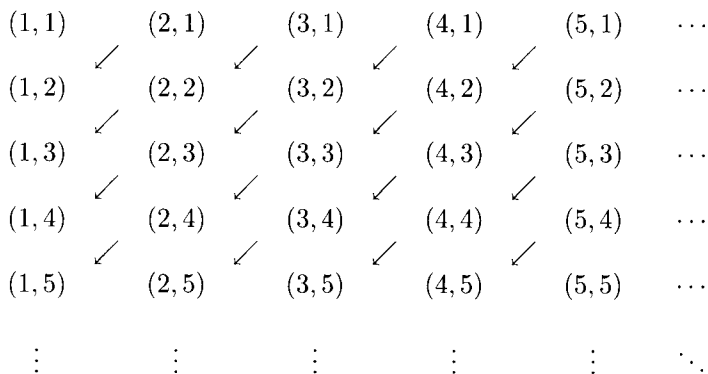 (1, 1) (2, 1) (3, 1) (4, 1) (5, 1) ⋯
↙ ↙ ↙ ↙
(1, 2) (2, 2) (3, 2) (4, 2) (5, 2) ⋯
↙ ↙ ↙ ↙
(1, 3) (2, 3) (3, 3) (4, 3) (5, 3) ⋯
↙ ↙ ↙ ↙
(1, 4) (2, 4) (3, 4) (4, 4) (5, 4) ⋯
↙ ↙ ↙ ↙
(1, 5) (2, 5) (3, 5) (4, 5) (5, 5) ⋯
⋮ ⋮ ⋮ ⋮ ⋮ ⋱